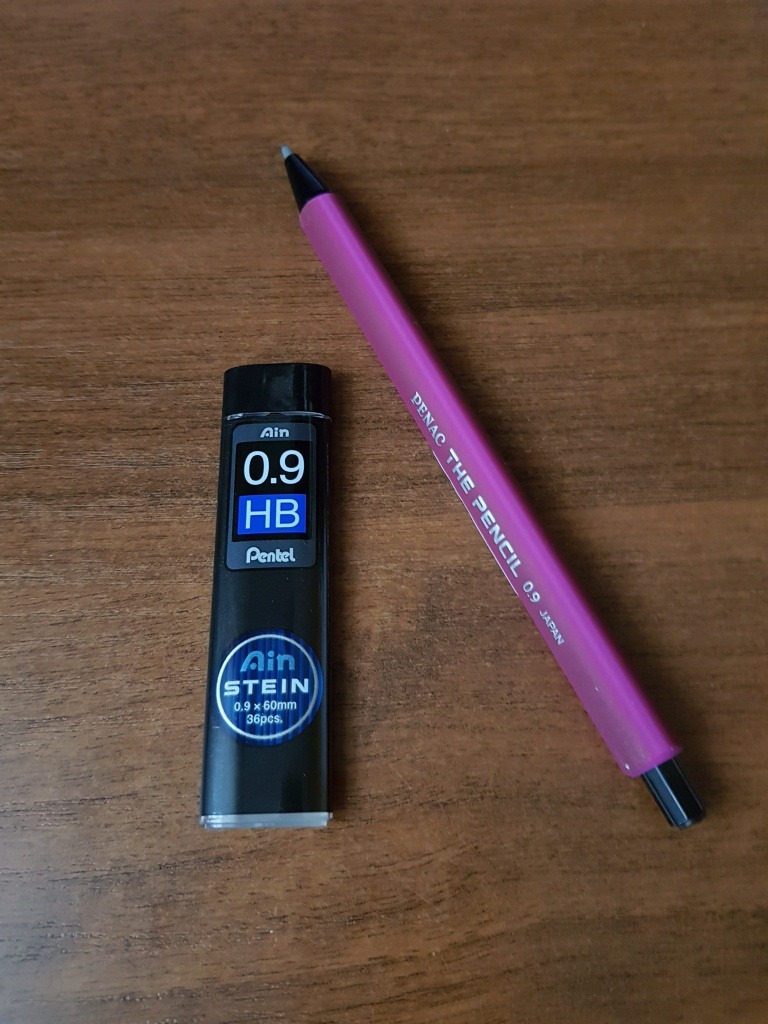 Ain
0.9
HB
Pentel
Ain
STEIN
0.9 × 60mm
36pcs.
PENAC THE PENCIL 0.9 JAPAN